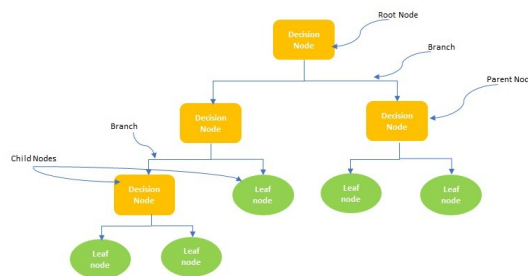 Root Node
Decision
Node
Branch
Parent Nod
Decision
Node
Decision
Node
Branch
Child Nodes
Decision
Node
Leaf
node
Leaf
node
Leaf
node
Leaf
node
Leaf
node